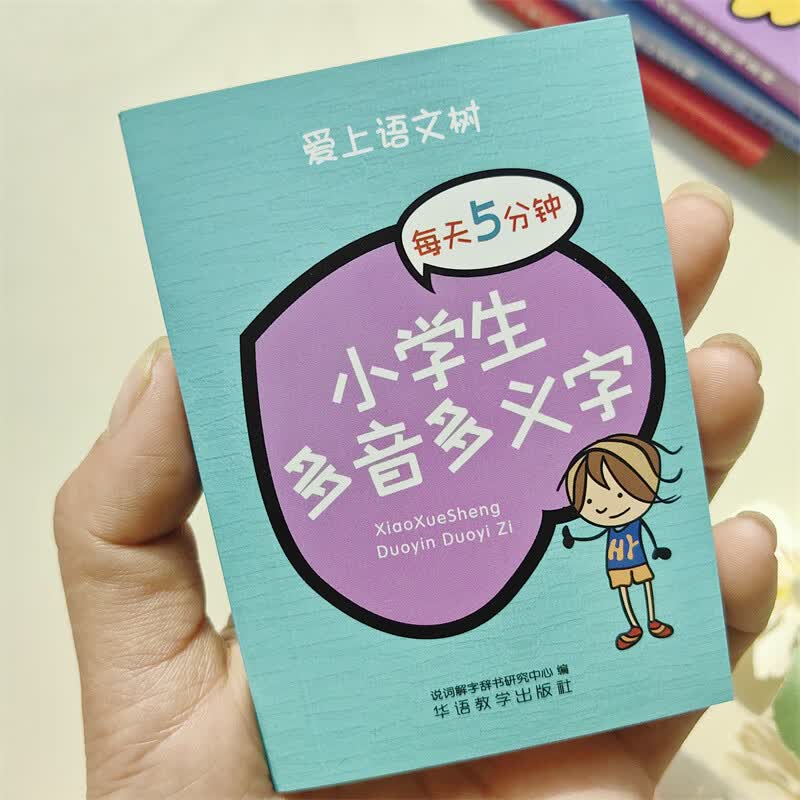 爱上语文树
每天5分钟
小学生
多音多义字
XiaoXueSheng
Duoyin Duoyi Zi
HY
说词解字辞书研究中心 编
华语教学出版社